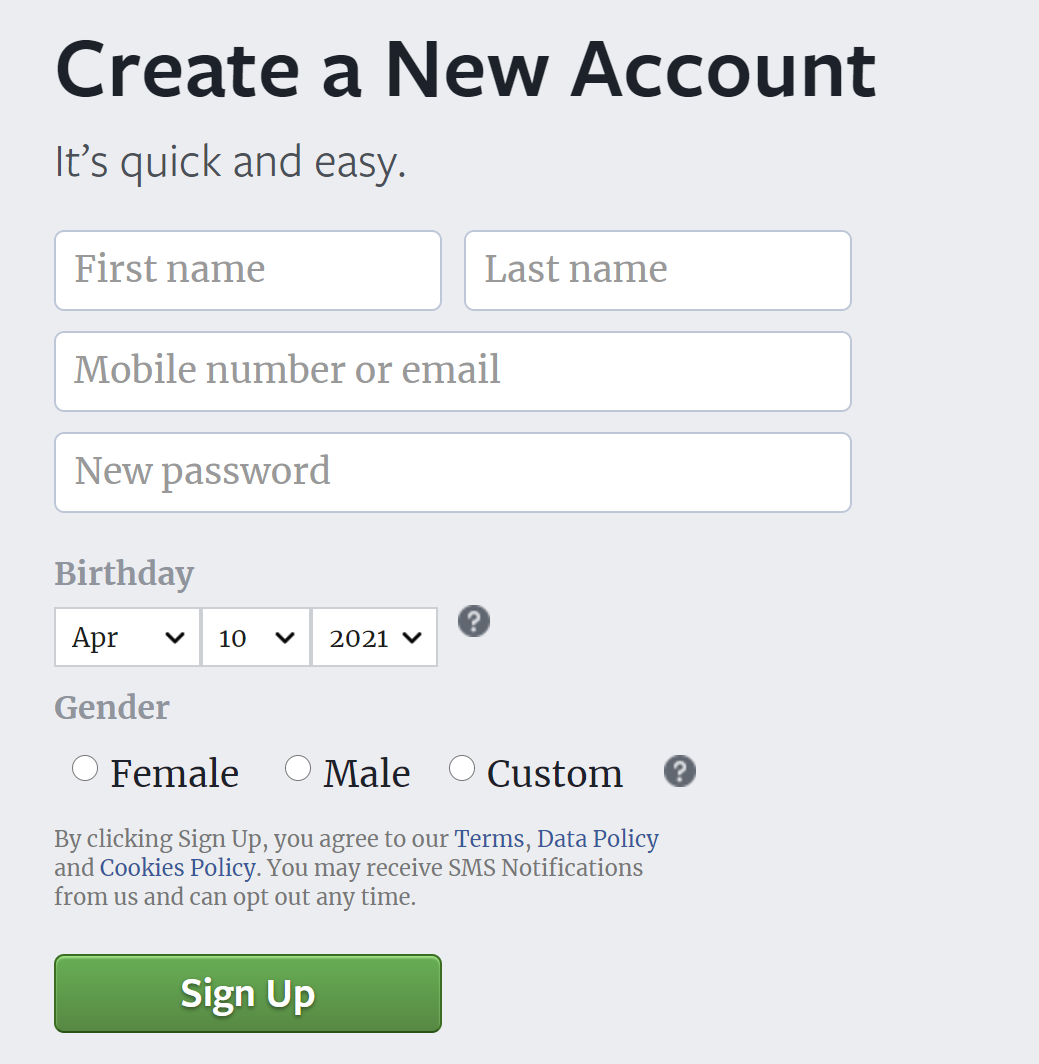 Create a New Account
It’s quick and easy.
First name Last name
Mobile number or email
New password
Birthday
Apr 10 2021 ?
Gender
Female Male Custom ?
By clicking Sign Up, you agree to our Terms, Data Policy
and Cookies Policy. You may receive SMS Notifications
from us and can opt out any time.
Sign Up